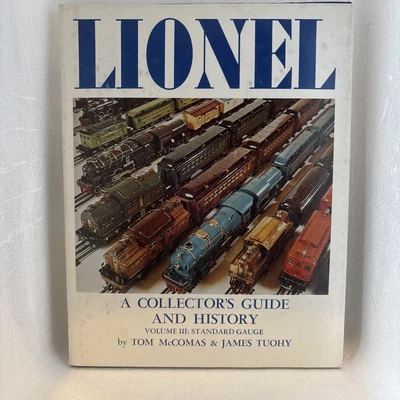 LIONEL
A COLLECTOR'S GUIDE
AND HISTORY
VOLUME III: STANDARD GAUGE
by TOM McCOMAS & JAMES TUOHY